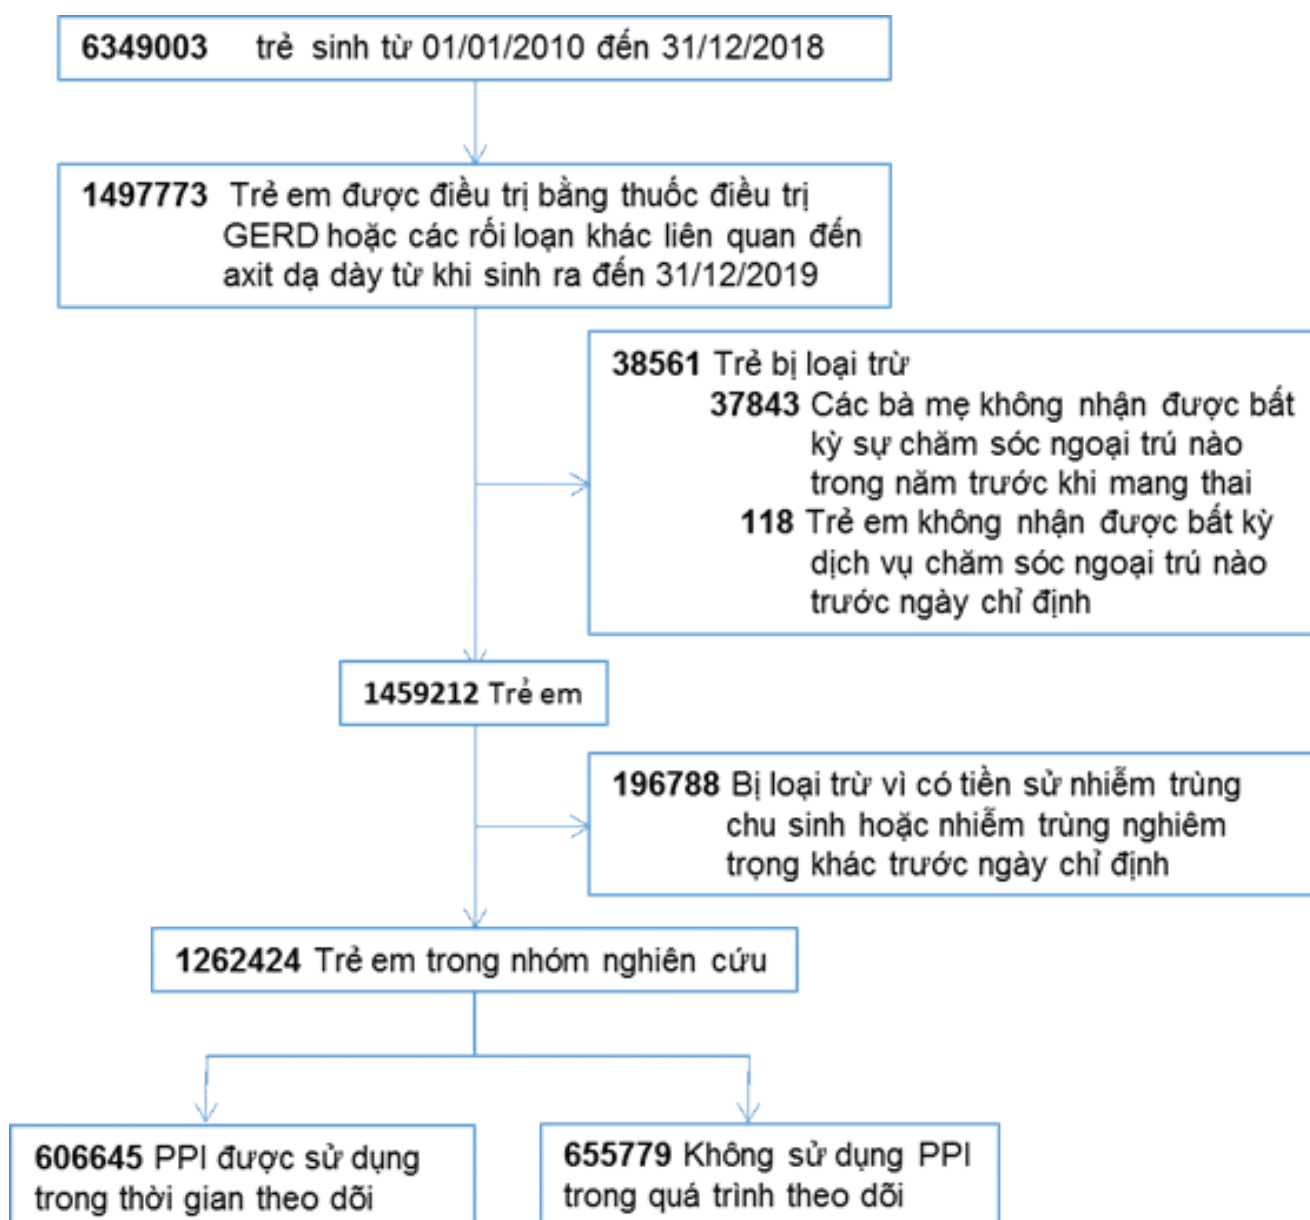 6349003 trẻ sinh từ 01/01/2010 đến 31/12/2018
1497773 Trẻ em được điều trị bằng thuốc điều trị
GERD hoặc các rối loạn khác liên quan đến
axit dạ dày từ khi sinh ra đến 31/12/2019
38561 Trẻ bị loại trừ
37843 Các bà mẹ không nhận được bất
kỳ sự chăm sóc ngoại trú nào
trong năm trước khi mang thai
118 Trẻ em không nhận được bất kỳ
dịch vụ chăm sóc ngoại trú nào
trước ngày chỉ định
1459212 Trẻ em
196788 Bị loại trừ vì có tiền sử nhiễm trùng
chu sinh hoặc nhiễm trùng nghiêm
trọng khác trước ngày chỉ định
1262424 Trẻ em trong nhóm nghiên cứu
606645 PPI được sử dụng
trong thời gian theo dõi
655779 Không sử dụng PPI
trong quá trình theo dõi